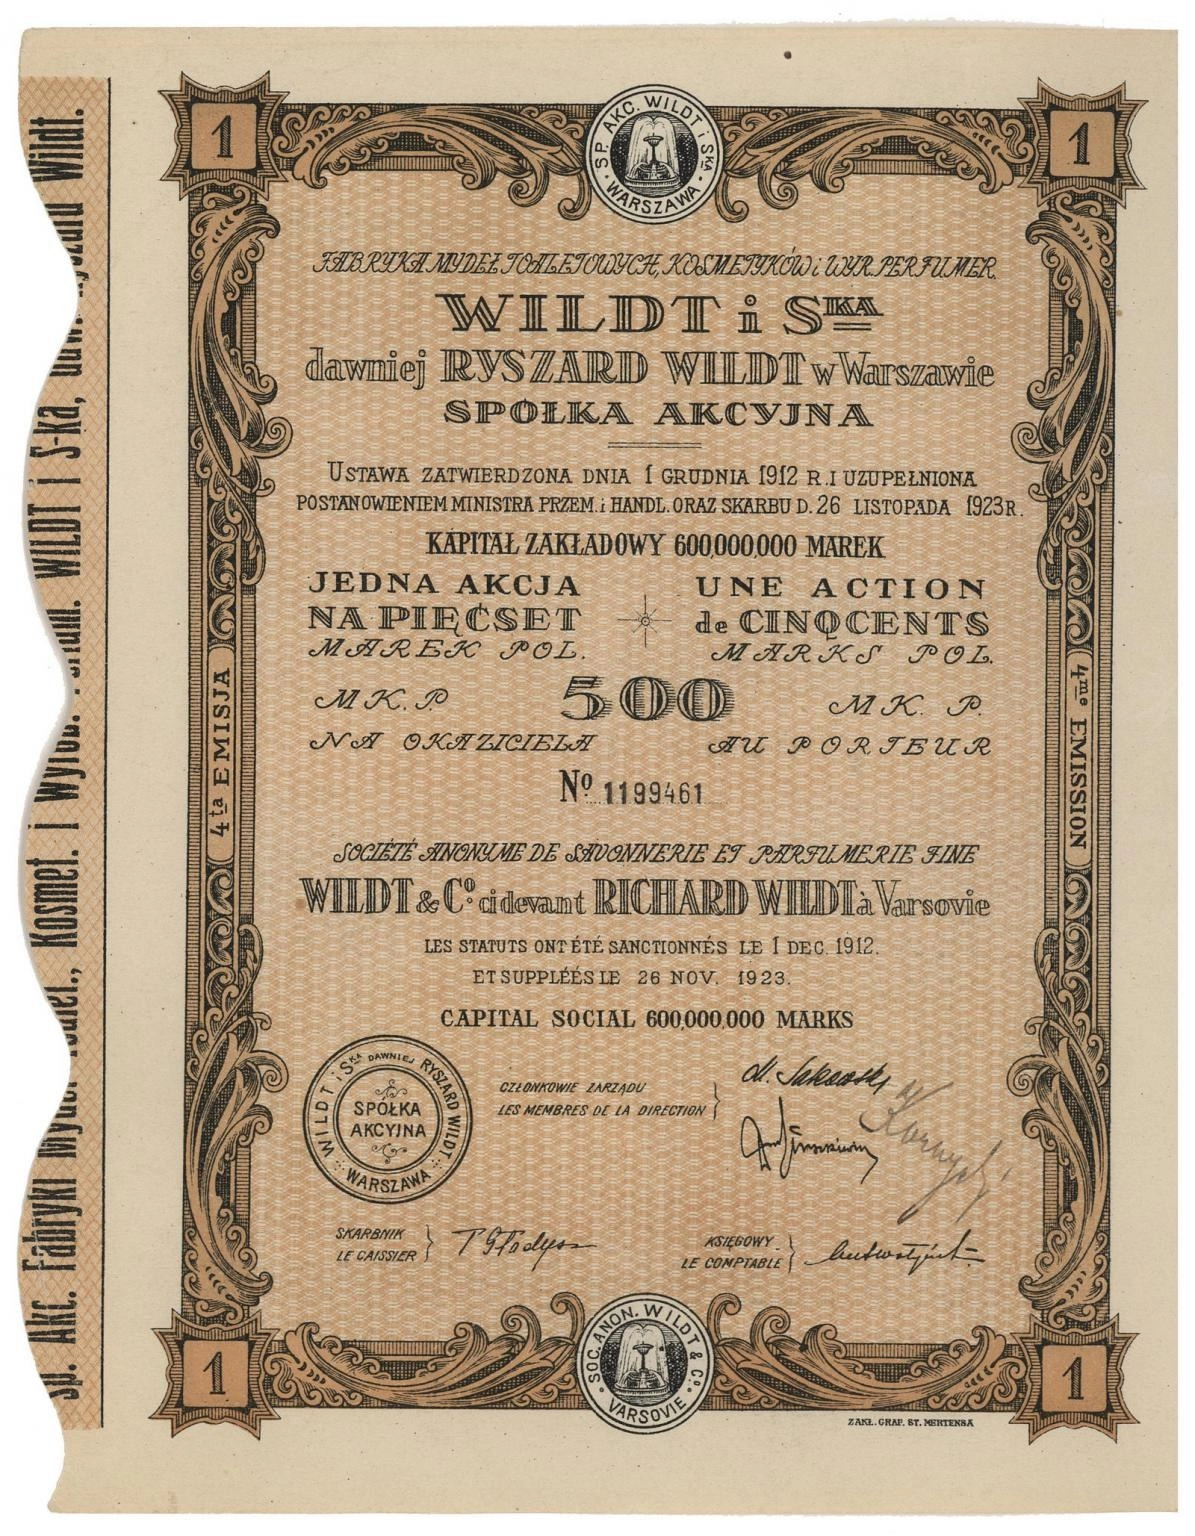 1
SP. AKC. WILDT i SKA
WARSZAWA
1
FABRYKA MYDEŁ TOALETOWYCH, KOSMETYKÓW i WYR. PERFUMER.
WILDT i SKA
dawniej RYSZARD WILDT w Warszawie
SPÓŁKA AKCYJNA
USTAWA ZATWIERDZONA DNIA 1 GRUDNIA 1912 R. I UZUPEŁNIONA
POSTANOWIENIEM MINISTRA PRZEM. i HANDL. ORAZ SKARBU D. 26 LISTOPADA 1923 R.
KAPITAŁ ZAKŁADOWY 600,000,000 MAREK
JEDNA AKCJA
NA PIĘĆSET
MAREK POL.
UNE ACTION
de CINQCENTS
MARKS POL.
MK. P. 500 MK. P.
NA OKAZICIELA
AU PORTEUR
No 1199461
4ta EMISJA
4me EMISSION
SOCIÉTÉ ANONYME DE SAVONNERIE ET PARFUMERIE FINE
WILDT & Co. ci devant RICHARD WILDT à Varsovie
LES STATUTS ONT ÉTÉ SANCTIONNÉS LE 1 DEC. 1912.
ET SUPPLÉÉS LE 26 NOV. 1923.
CAPITAL SOCIAL 600,000,000 MARKS
WILDT i SKA DAWNIEJ RYSZARD WILDT
SPÓŁKA
AKCYJNA
WARSZAWA
CZŁONKOWIE ZARZĄDU
LES MEMBRES DE LA DIRECTION
SKARBNIK
LE CAISSIER
KSIĘGOWY
LE COMPTABLE
1
SOC. ANON. WILDT & Co.
VARSOVIE
1
ZAKŁ. GRAF. ST. MERTENSA
Sp. Akc. Fabryki Mydeł Toalet., Kosmet. i Wyrob. Perfum. WILDT i S-ka, daw. Ryszard Wildt.